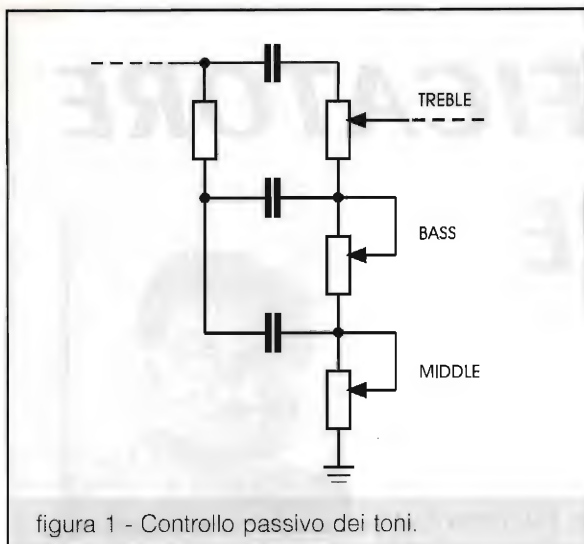 TREBLE
BASS
MIDDLE
figura 1 - Controllo passivo dei toni.